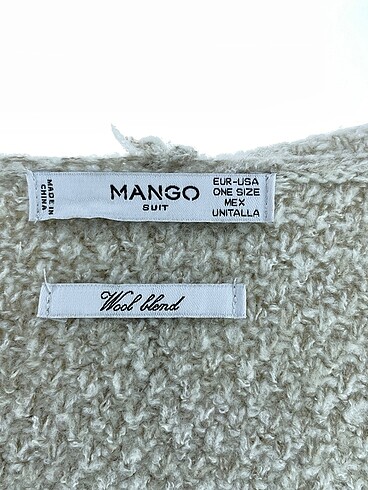 MADE IN
CHINA
MANGO
SUIT
EUR-USA
ONE SIZE
MEX
UNITALLA
Wool blend